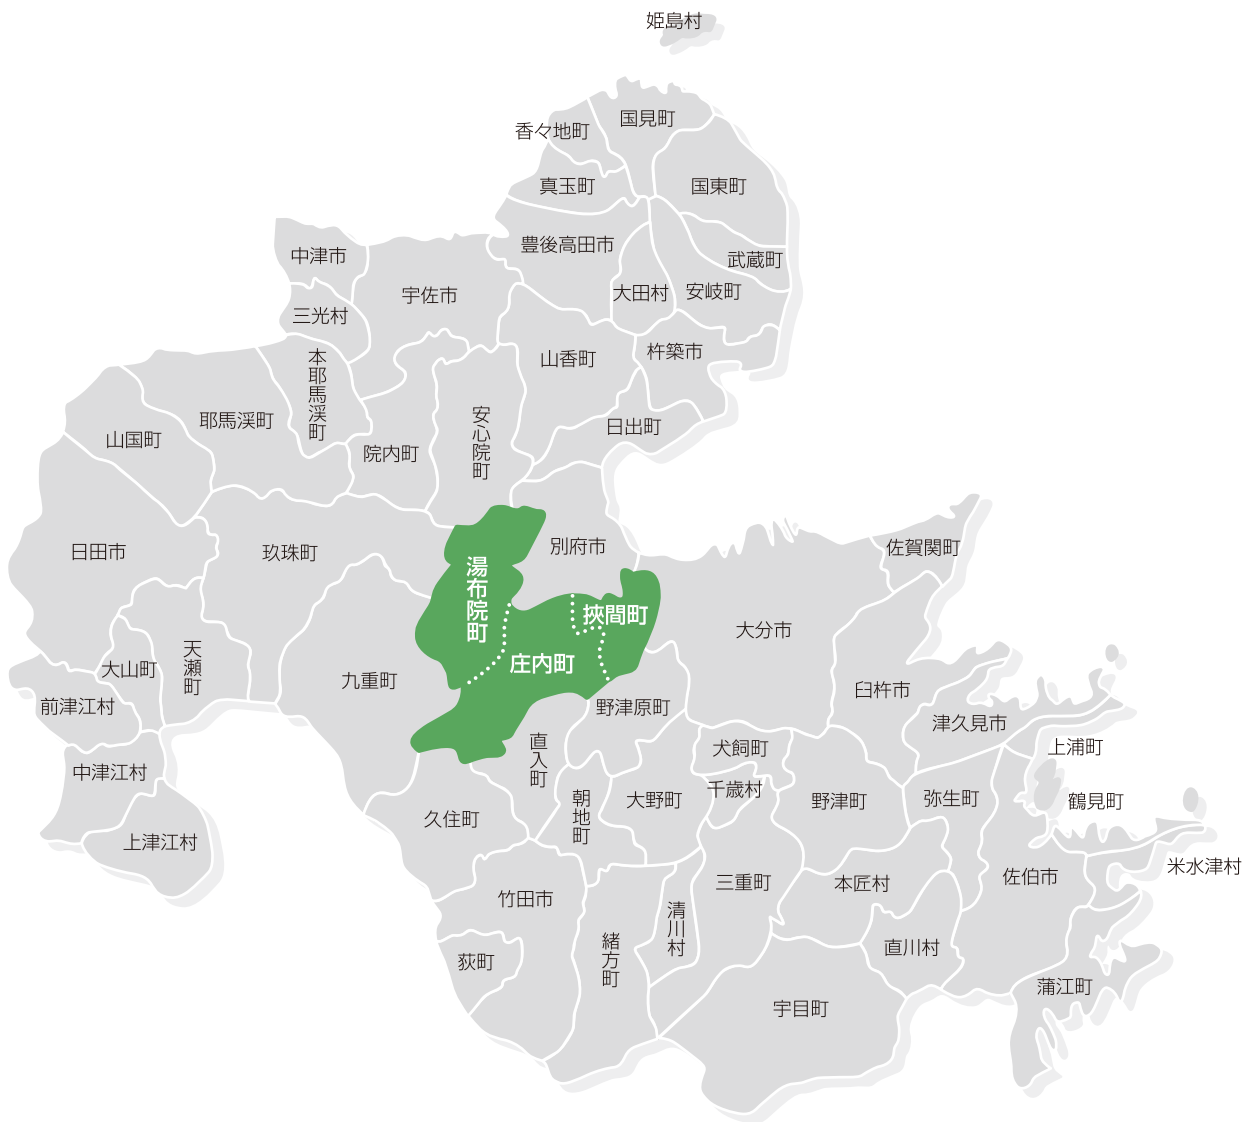 姫島村
国見町
香々地町
真玉町
国東町
豊後高田市
中津市
武蔵町
大田村
安岐町
宇佐市
三光村
本耶馬渓町
山香町
杵築市
耶馬渓町
山国町
日出町
安心院町
院内町
日田市
玖珠町
別府市
佐賀関町
湯布院町
挾間町
大分市
庄内町
大山町
天瀬町
九重町
臼杵市
前津江村
野津原町
津久見市
直入町
犬飼町
上浦町
中津江村
千歳村
大野町
野津町
弥生町
鶴見町
朝地町
久住町
上津江村
米水津村
佐伯市
三重町
本匠村
竹田市
清川村
直川村
緒方町
荻町
蒲江町
宇目町